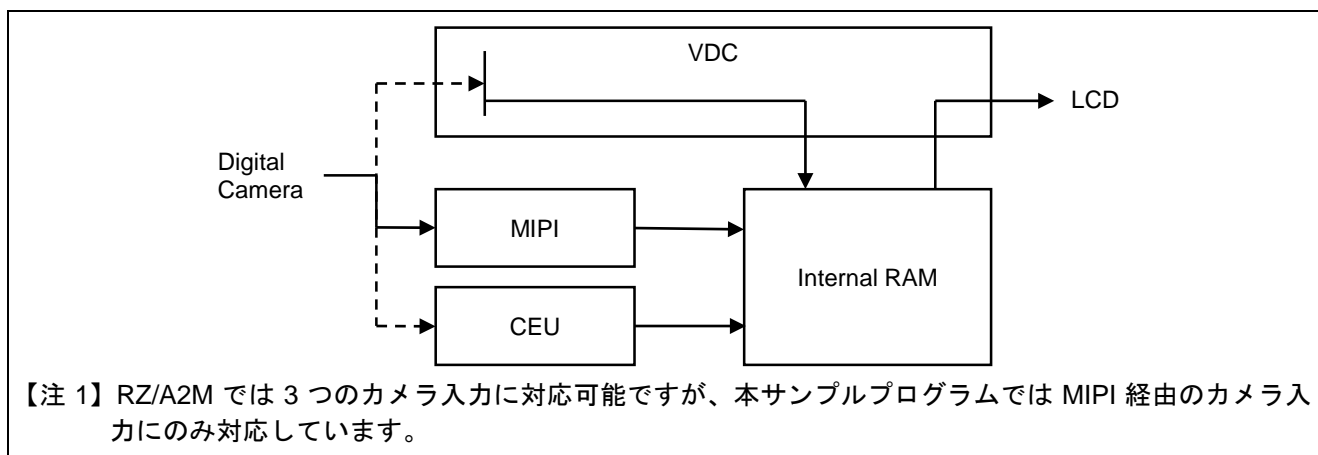 VDC
LCD
Digital
Camera
MIPI
Internal RAM
CEU
【注 1】RZ/A2M では 3 つのカメラ入力に対応可能ですが、本サンプルプログラムでは MIPI 経由のカメラ入
力にのみ対応しています。